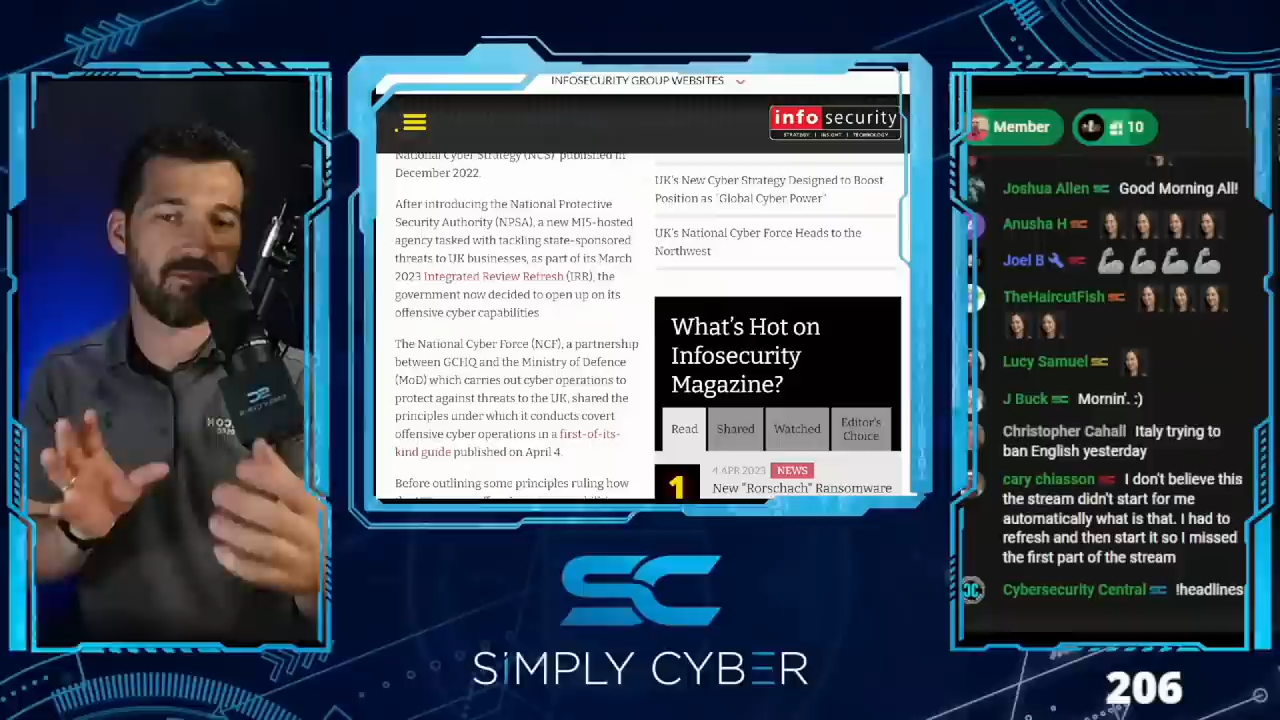 INFOSECURITY GROUP WEBSITES
info security
STRATEGY | INSIGHT | TECHNOLOGY
National Cyber Strategy (NCS) published in
December 2022.
After introducing the National Protective
Security Authority (NPSA), a new MI5-hosted
agency tasked with tackling state-sponsored
threats to UK businesses, as part of its March
2023 Integrated Review Refresh (IRR), the
government now decided to open up on its
offensive cyber capabilities
The National Cyber Force (NCF), a partnership
between GCHQ and the Ministry of Defence
(MoD) which carries out cyber operations to
protect against threats to the UK, shared the
principles under which it conducts covert
offensive cyber operations in a first-of-its-
kind guide published on April 4.
Before outlining some principles ruling how
UK's New Cyber Strategy Designed to Boost
Position as "Global Cyber Power"
UK's National Cyber Force Heads to the
Northwest
What's Hot on
Infosecurity
Magazine?
Read
Shared
Watched
Editor's
Choice
1
4 APR 2023 NEWS
New "Rorschach" Ransomware
Member
10
Joshua Allen Good Morning All!
Anusha H
Joel B
TheHaircutFish
Lucy Samuel
J Buck Mornin'. :)
Christopher Cahall Italy trying to
ban English yesterday
cary chlasson I don't believe this
the stream didn't start for me
automatically what is that. I had to
refresh and then start it so I missed
the first part of the stream
Cybersecurity Central !headlines
SC
SiMPLY CYBER
206